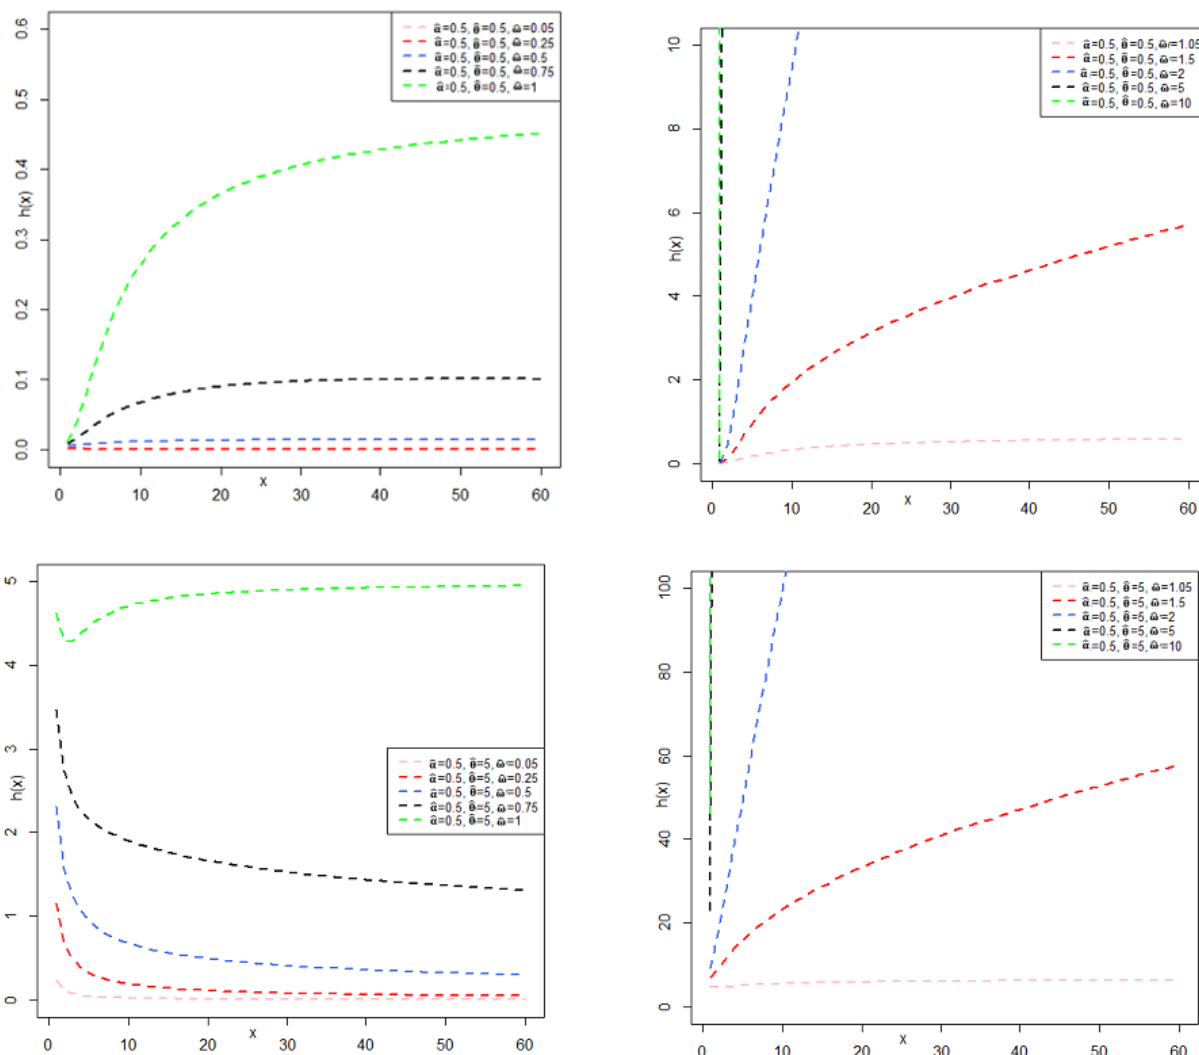 α̂=0.5, θ̂=0.5, ω̂=0.05
α̂=0.5, θ̂=0.5, ω̂=0.25
α̂=0.5, θ̂=0.5, ω̂=0.5
α̂=0.5, θ̂=0.5, ω̂=0.75
α̂=0.5, θ̂=0.5, ω̂=1
h(x)
0.6
0.5
0.4
0.3
0.2
0.1
0.0
0 10 20 30 40 50 60
x
α̂=0.5, θ̂=0.5, ω̂=1.05
α̂=0.5, θ̂=0.5, ω̂=1.5
α̂=0.5, θ̂=0.5, ω̂=2
α̂=0.5, θ̂=0.5, ω̂=5
α̂=0.5, θ̂=0.5, ω̂=10
h(x)
10
8
6
4
2
0
0 10 20 30 40 50 60
x
α̂=0.5, θ̂=5, ω̂=0.05
α̂=0.5, θ̂=5, ω̂=0.25
α̂=0.5, θ̂=5, ω̂=0.5
α̂=0.5, θ̂=5, ω̂=0.75
α̂=0.5, θ̂=5, ω̂=1
h(x)
5
4
3
2
1
0
0 10 20 30 40 50 60
x
α̂=0.5, θ̂=5, ω̂=1.05
α̂=0.5, θ̂=5, ω̂=1.5
α̂=0.5, θ̂=5, ω̂=2
α̂=0.5, θ̂=5, ω̂=5
α̂=0.5, θ̂=5, ω̂=10
h(x)
100
80
60
40
20
0
0 10 20 30 40 50 60
x